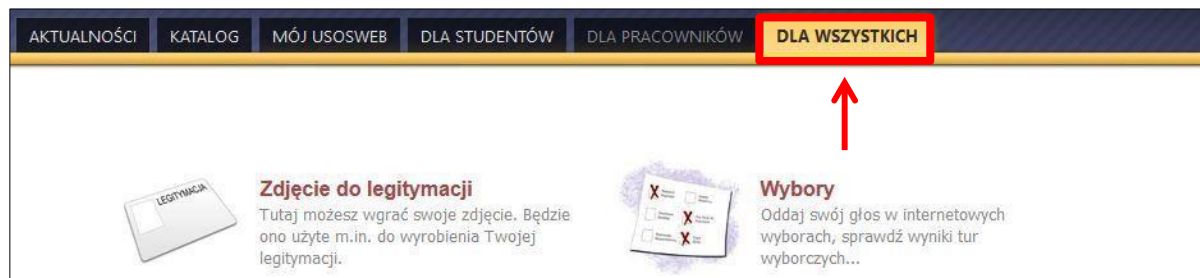 AKTUALNOŚCI KATALOG MÓJ USOSWEB DLA STUDENTÓW DLA PRACOWNIKÓW DLA WSZYSTKICH
LEGITYMACJA
Zdjęcie do legitymacji
Tutaj możesz wgrać swoje zdjęcie. Będzie
ono użyte m.in. do wyrobienia Twojej
legitymacji.
Wybory
Oddaj swój głos w internetowych
wyborach, sprawdź wyniki tur
wyborczych...